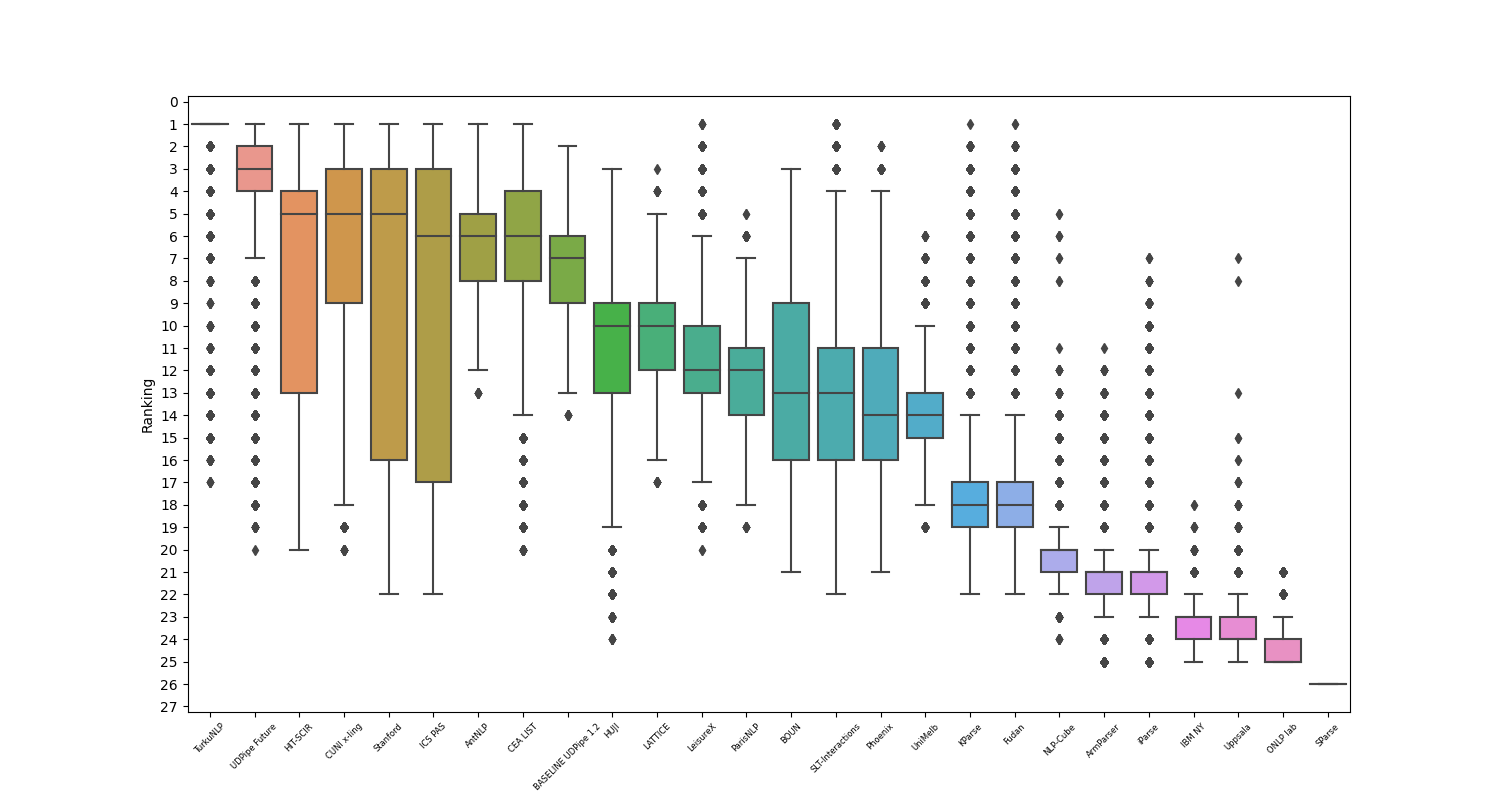 0
1
2
3
4
5
6
7
8
9
10
11
12
13
14
15
16
17
18
19
20
21
22
23
24
25
26
27
Ranking
TurkuNLP
UDPipe Future
HIT-SCIR
CUNI x-ling
Stanford
ICS PAS
AntNLP
CEA LIST
BASELINE UDPipe 1.2
HUJI
LATTICE
LeisureX
ParisNLP
BOUN
SLT-Interactions
Phoenix
UniMelb
KParse
Fudan
NLP-Cube
ArmParser
iParse
IBM NY
Uppsala
ONLP lab
SParse